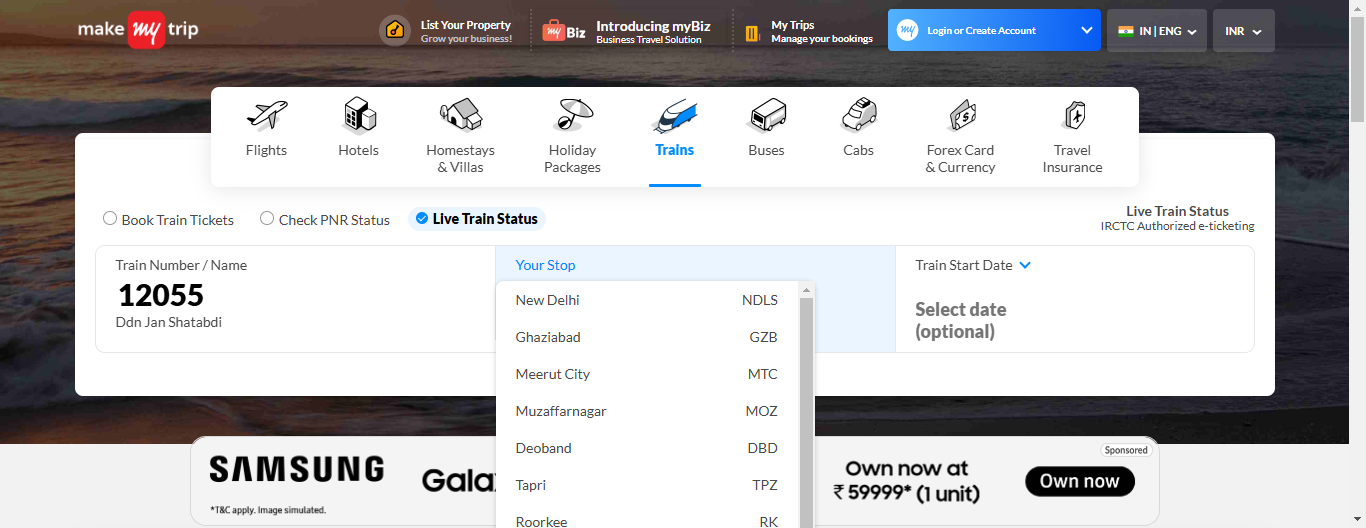 make my trip
List Your Property
Grow your business!
my Biz
Introducing myBiz
Business Travel Solution
My Trips
Manage your bookings
my
Login or Create Account
IN | ENG
INR
Flights
Hotels
Homestays
& Villas
Holiday
Packages
Trains
Buses
Cabs
Forex Card
& Currency
Travel
Insurance
Book Train Tickets
Check PNR Status
Live Train Status
Live Train Status
IRCTC Authorized e-ticketing
Train Number / Name
12055
Ddn Jan Shatabdi
Your Stop
New Delhi NDLS
Ghaziabad GZB
Meerut City MTC
Muzaffarnagar MOZ
Deoband DBD
Tapri TPZ
Roorkee RK
Train Start Date
Select date
(optional)
SAMSUNG
*T&C apply. Image simulated.
Own now at
₹ 59999* (1 unit)
Sponsored
Own now